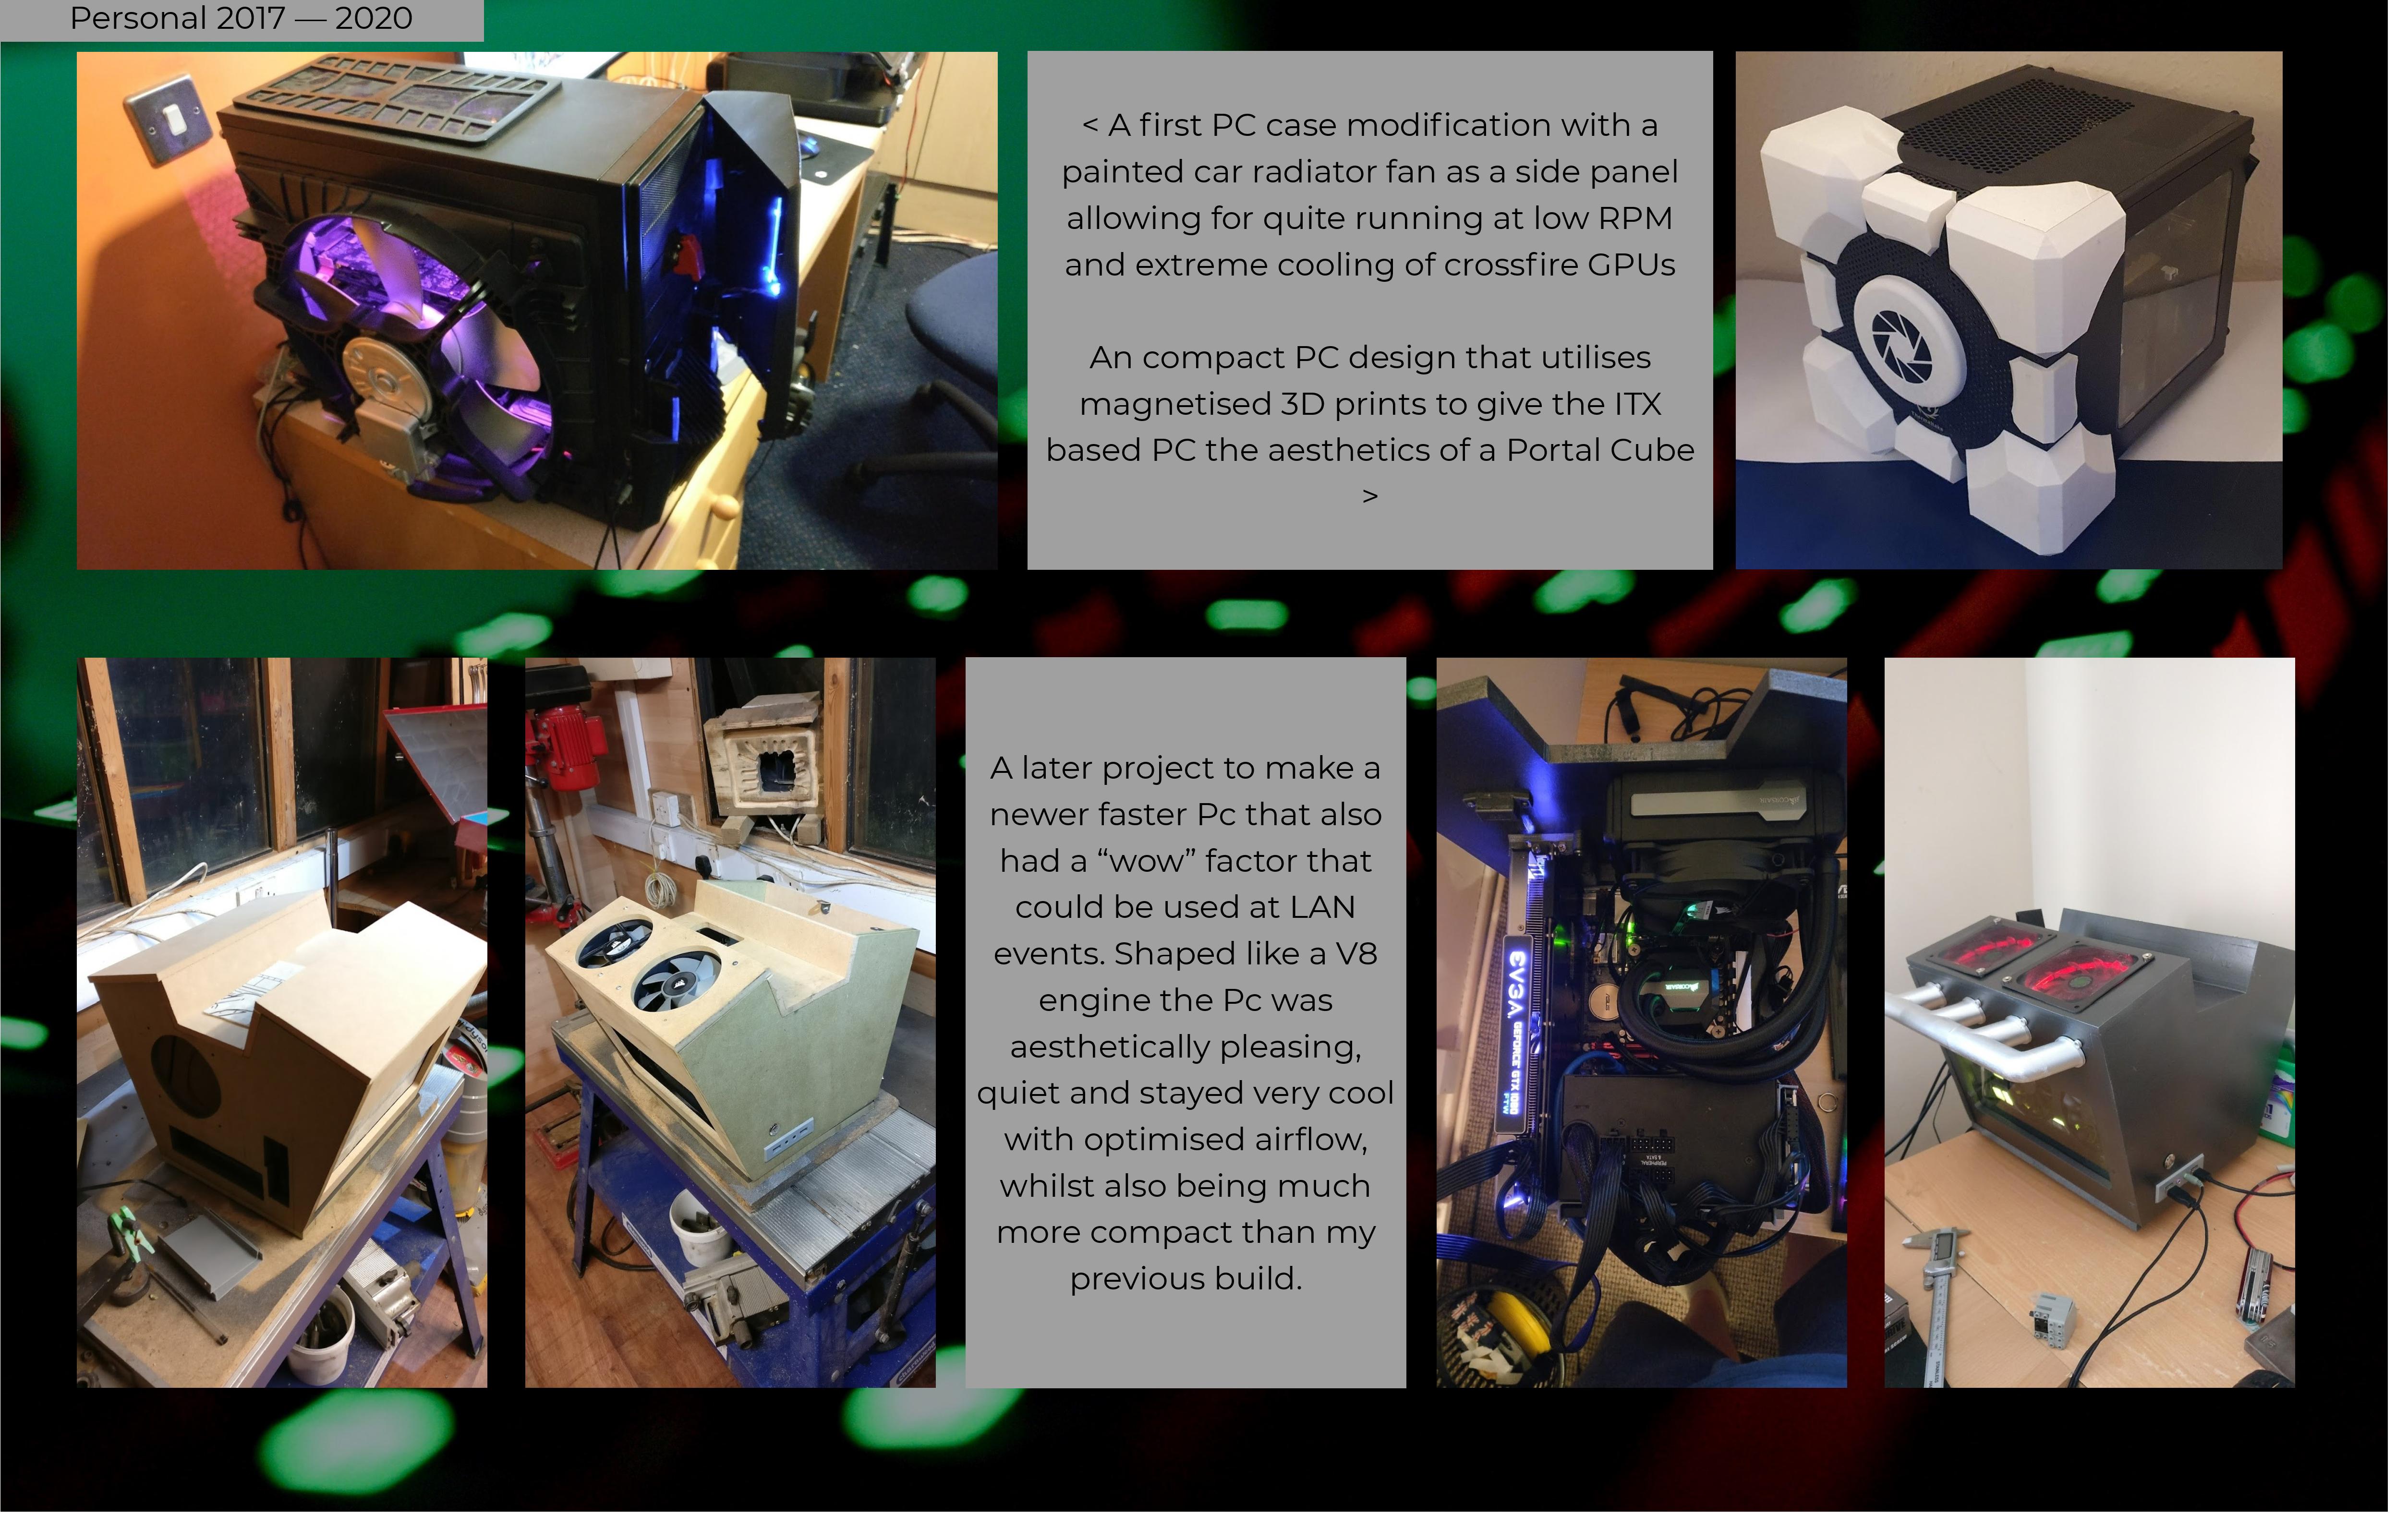 Personal 2017 — 2020
< A first PC case modification with a
painted car radiator fan as a side panel
allowing for quite running at low RPM
and extreme cooling of crossfire GPUs
An compact PC design that utilises
magnetised 3D prints to give the ITX
based PC the aesthetics of a Portal Cube
>
A later project to make a
newer faster Pc that also
had a “wow” factor that
could be used at LAN
events. Shaped like a V8
engine the Pc was
aesthetically pleasing,
quiet and stayed very cool
with optimised airflow,
whilst also being much
more compact than my
previous build.
CORSAIR
EVGA GEFORCE GTX 1080
FTW
CORSAIR
PERIPHERAL
& SATA